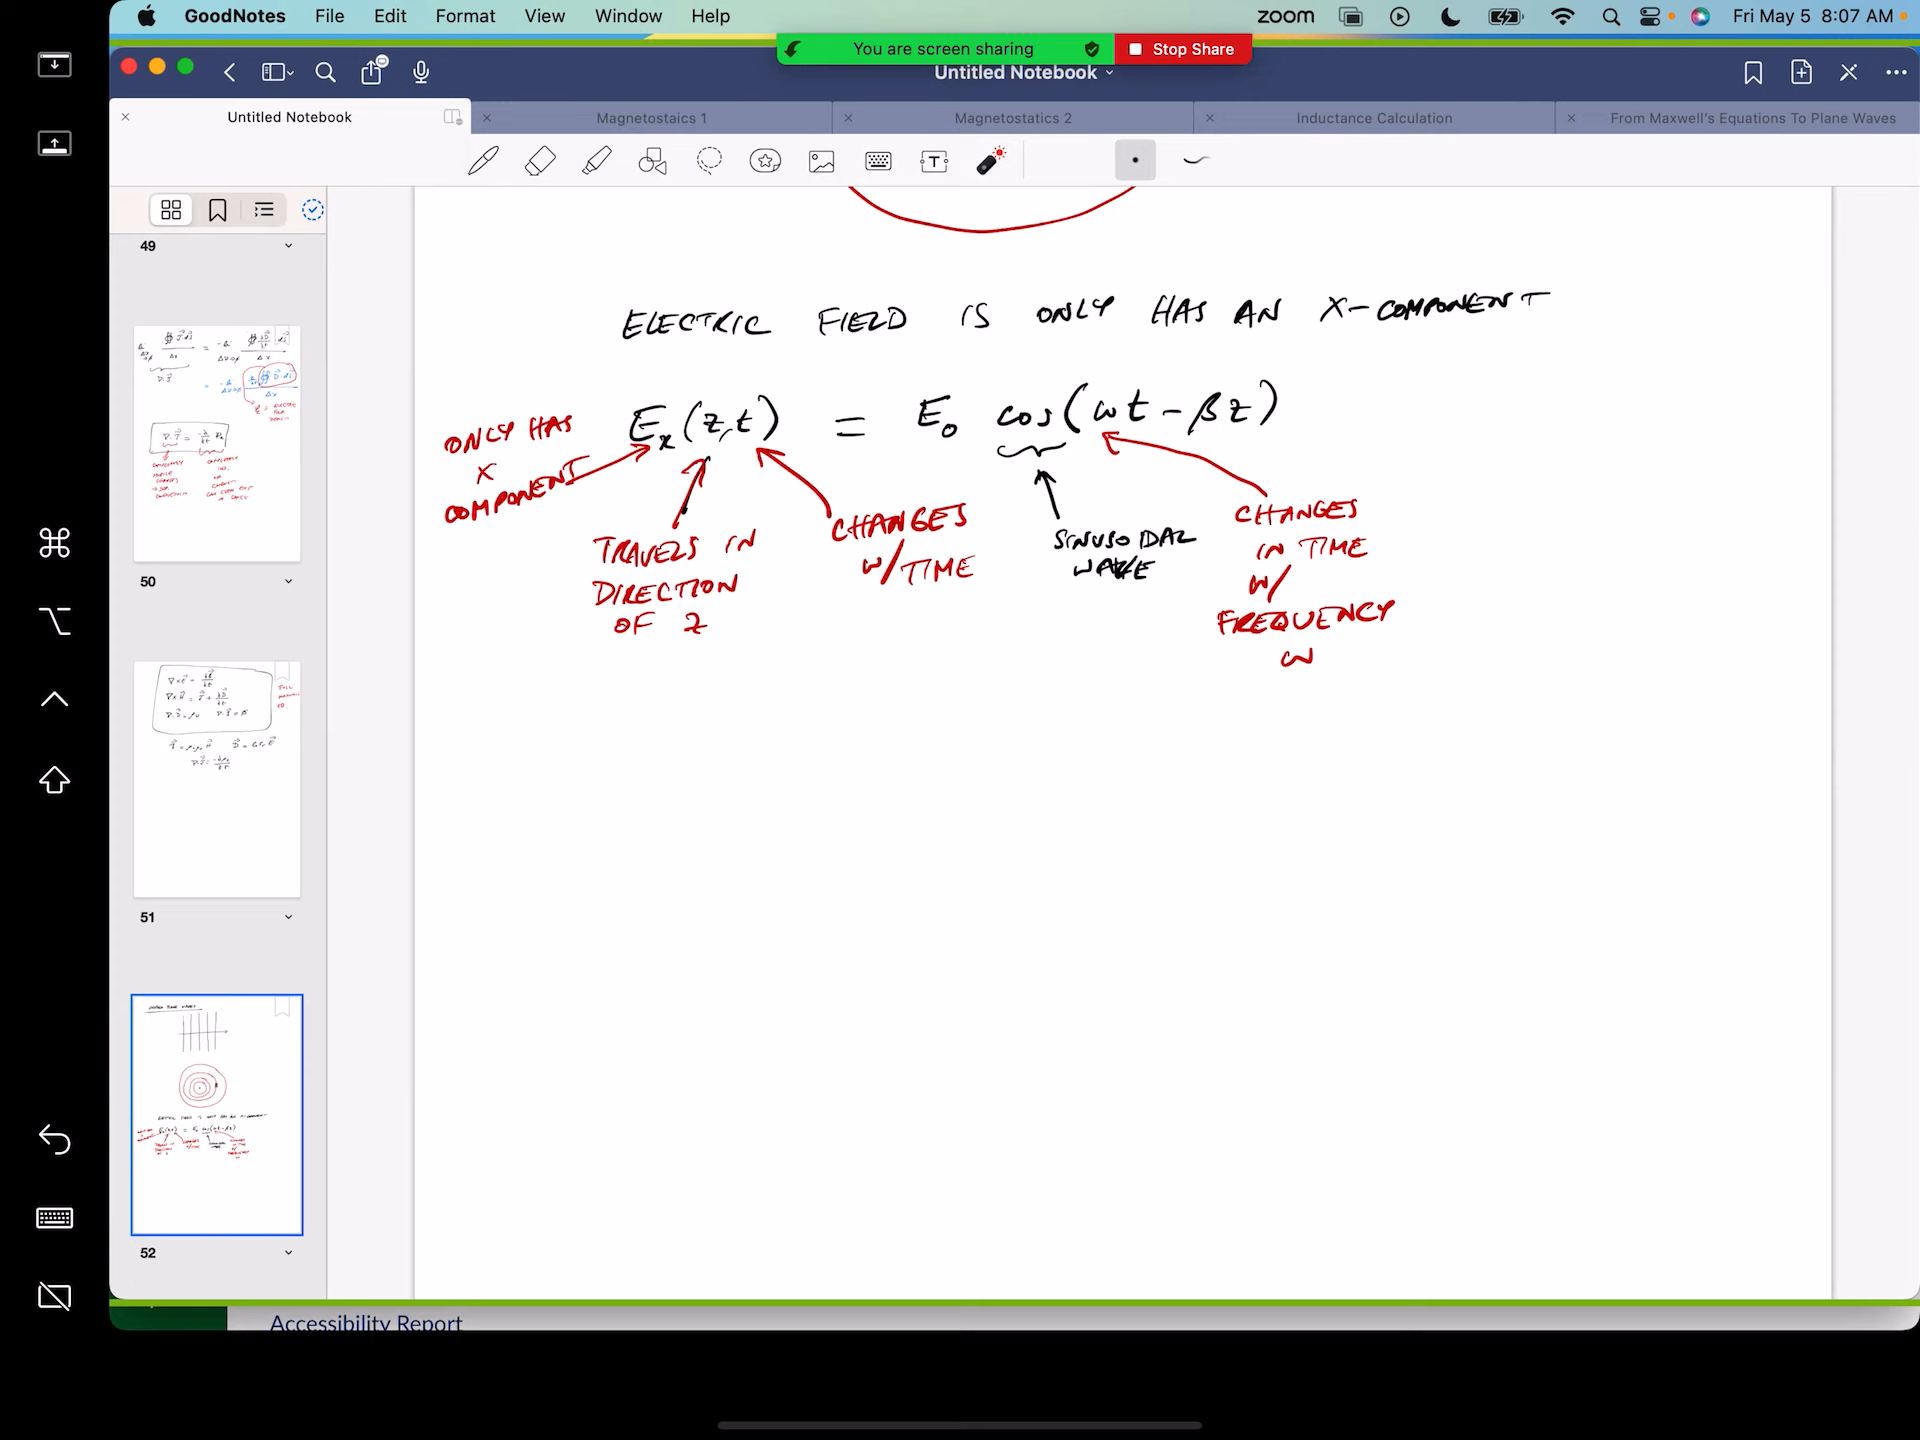 GoodNotes File Edit Format View Window Help zoom Fri May 5 8:07 AM
You are screen sharing Stop Share
Untitled Notebook
Untitled Notebook Magnetostaics 1 Magnetostatics 2 Inductance Calculation From Maxwell's Equations To Plane Waves
49
50
51
52
ELECTRIC FIELD IS ONLY HAS AN X-COMPONENT
Eₓ(z,t) = E₀ cos(ωt - βz)
ONLY HAS
X
COMPONENT
TRAVELS IN
DIRECTION
OF Z
CHANGES
W/TIME
SINUSODAL
WAVE
CHANGES
IN TIME
W/
FREQUENCY
ω
Accessibility Report